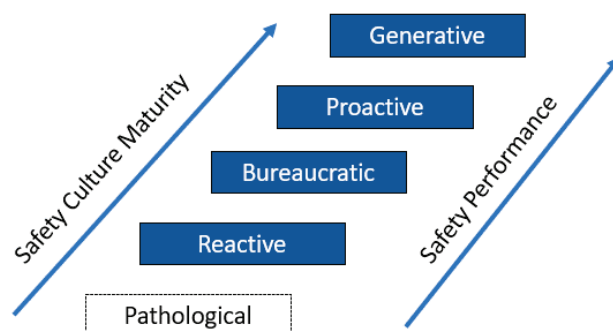 Generative
Proactive
Bureaucratic
Reactive
Pathological
Safety Culture Maturity
Safety Performance